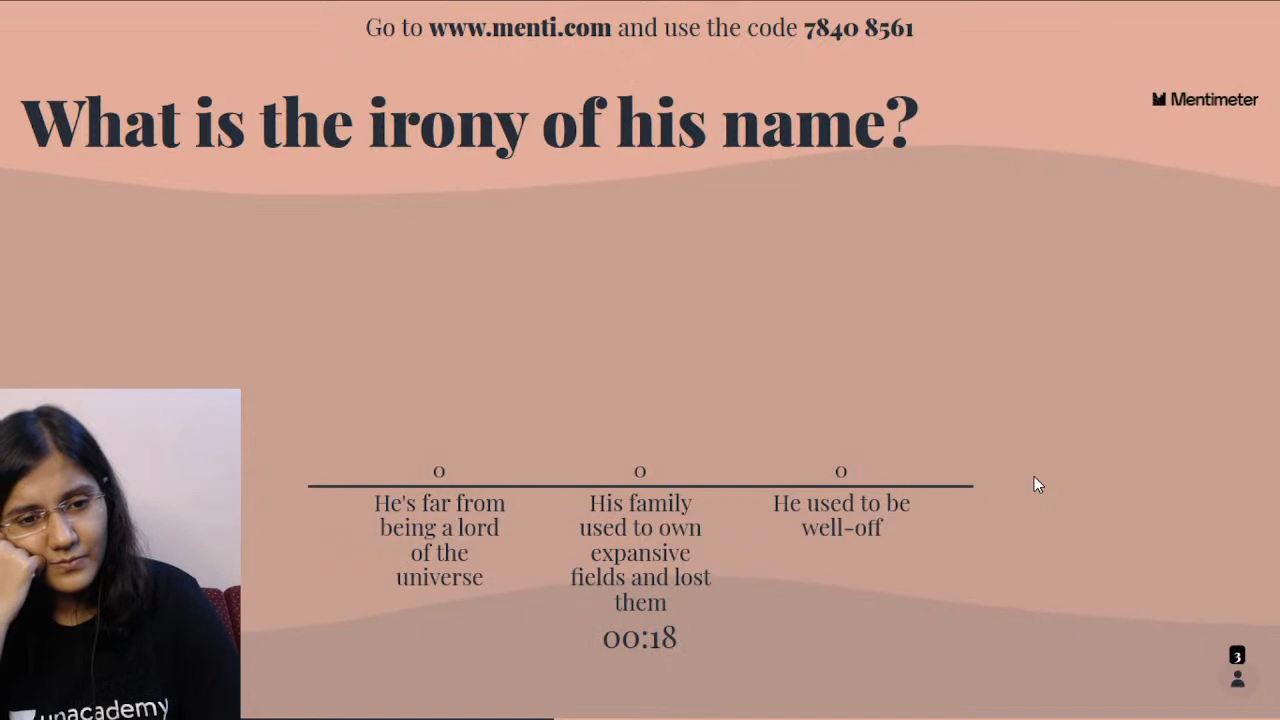 Go to www.menti.com and use the code 7840 8561
What is the irony of his name?
Mentimeter
0
0
0
He's far from
being a lord
of the
universe
His family
used to own
expansive
fields and lost
them
He used to be
well-off
00:18
3
unacademy